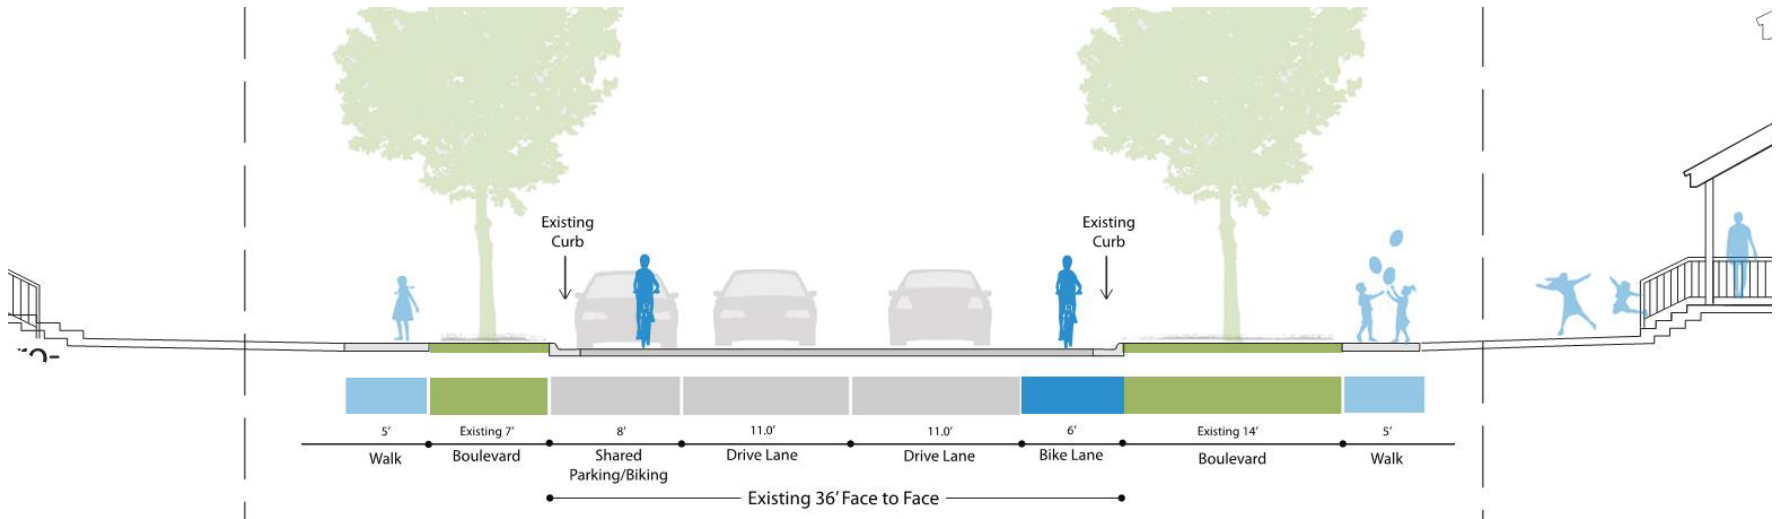 Existing
Curb
Existing
Curb
5'
Existing 7'
8'
11.0'
11.0'
6'
Existing 14'
5'
Walk
Boulevard
Shared
Parking/Biking
Drive Lane
Drive Lane
Bike Lane
Boulevard
Walk
Existing 36' Face to Face